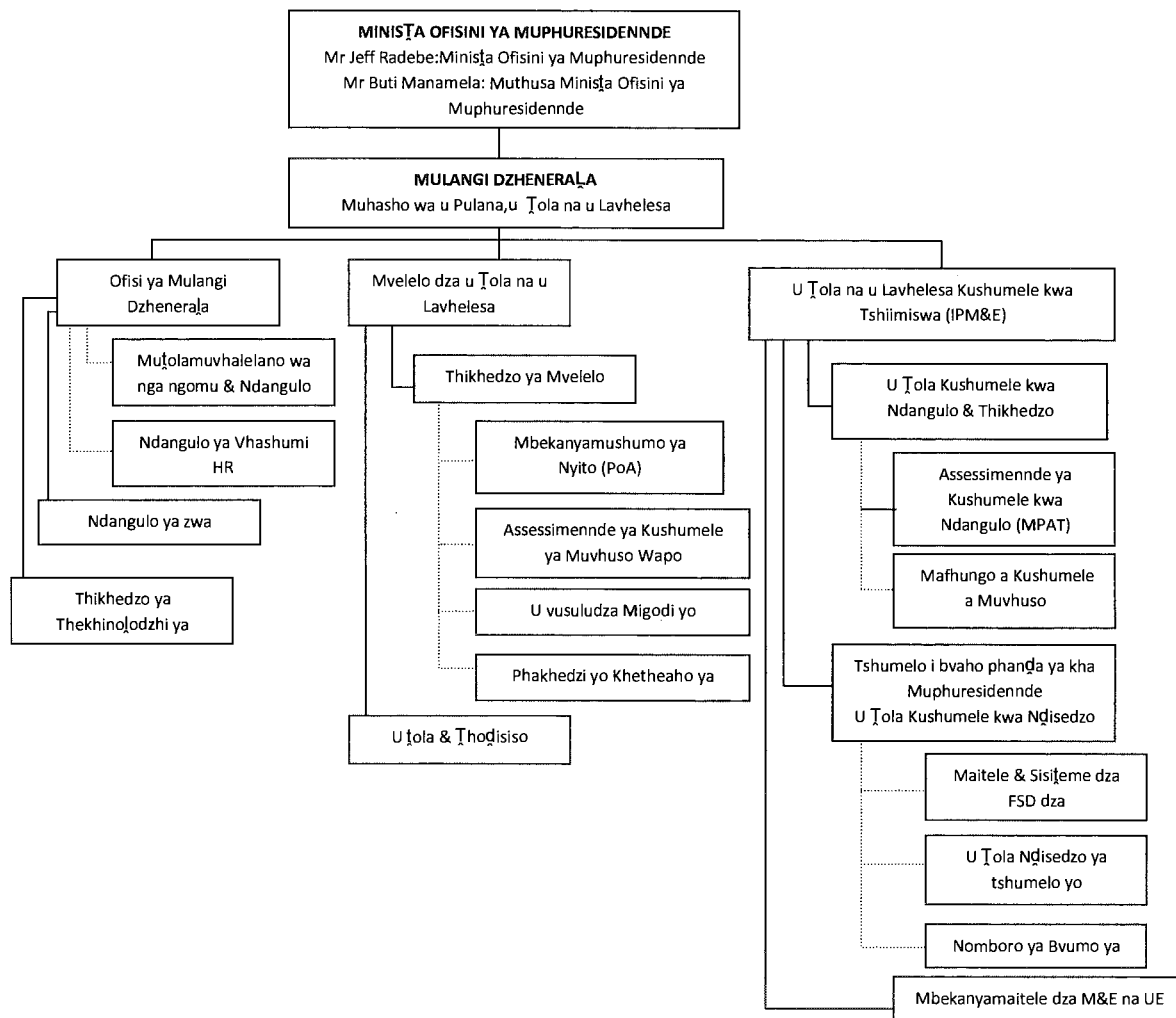 MINISṰA OFISINI YA MUPHURESIDENNDE
Mr Jeff Radebe:Minisṱa Ofisini ya Muphuresidennde
Mr Buti Manamela: Muthusa Minisṱa Ofisini ya
Muphuresidennde
MULANGI DZHENERAḼA
Muhasho wa u Pulana,u Ṱola na u Lavhelesa
Ofisi ya Mulangi
Dzheneraḽa
Muṱolamuvhalelano wa
nga ngomu & Ndangulo
Ndangulo ya Vhashumi
HR
Ndangulo ya zwa
Thikhedzo ya
Thekhinoḽodzhi ya
Mvelelo dza u Ṱola na u
Lavhelesa
Thikhedzo ya Mvelelo
Mbekanyamushumo ya
Nyito (PoA)
Assessimennde ya Kushumele
ya Muvhuso Wapo
U vusuludza Migodi yo
Phakhedzi yo Khetheaho ya
U ṱola & Ṱhoḓisiso
U Ṱola na u Lavhelesa Kushumele kwa
Tshiimiswa (IPM&E)
U Ṱola Kushumele kwa
Ndangulo & Thikhedzo
Assessimennde ya
Kushumele kwa
Ndangulo (MPAT)
Mafhungo a Kushumele
a Muvhuso
Tshumelo i bvaho phanḓa ya kha
Muphuresidennde
U Ṱola Kushumele kwa Nḓisedzo
Maitele & Sisiṱeme dza
FSD dza
U Ṱola Nḓisedzo ya
tshumelo yo
Nomboro ya Bvumo ya
Mbekanyamaitele dza M&E na UE